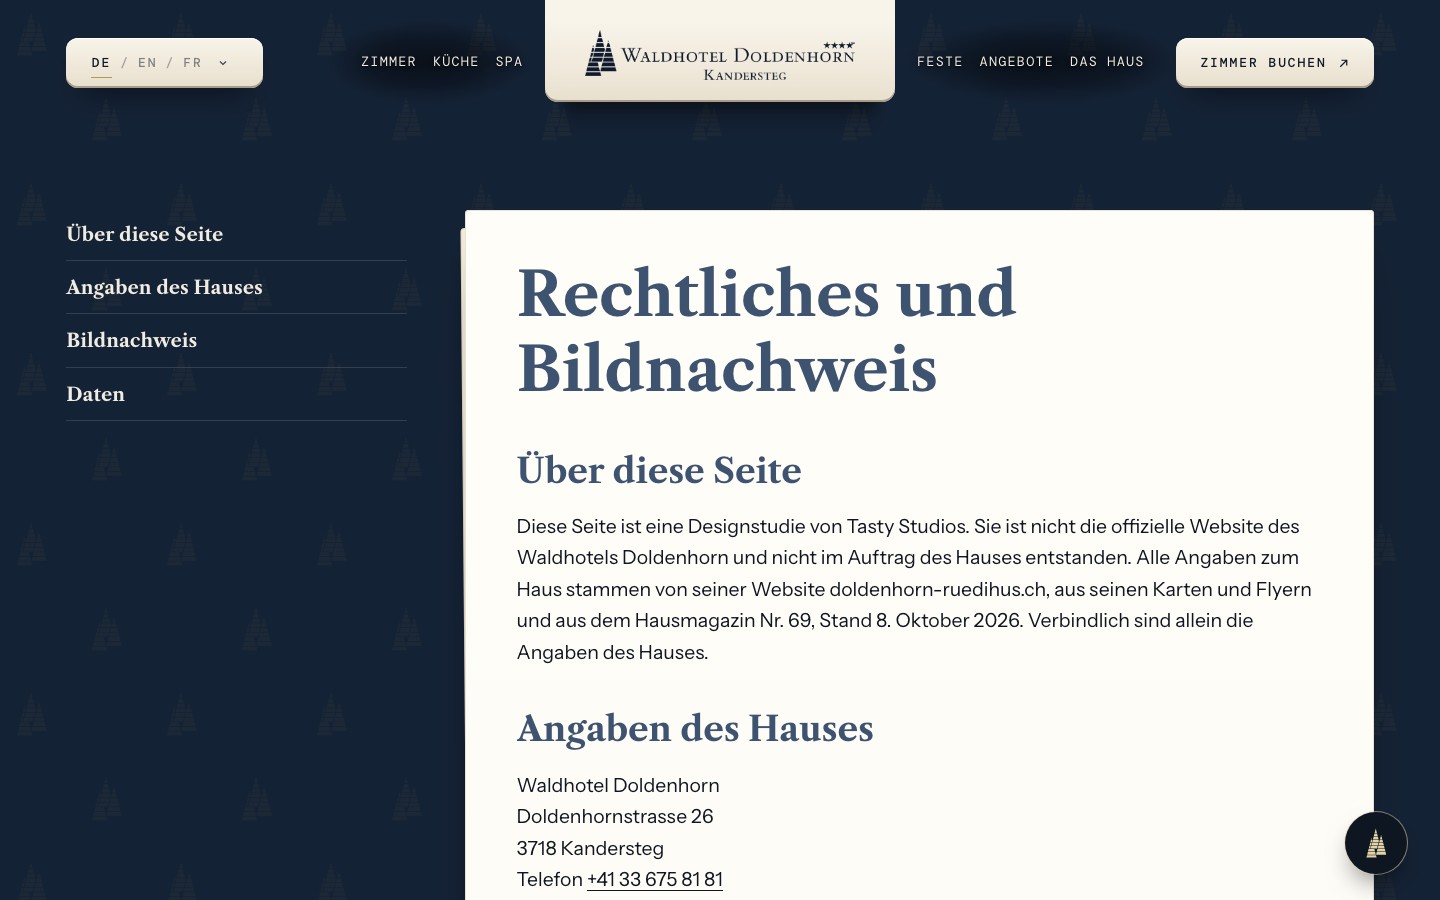 DE / EN / FR
ZIMMER KÜCHE SPA
WALDHOTEL DOLDENHORN
KANDERSTEG
FESTE ANGEBOTE DAS HAUS
ZIMMER BUCHEN
Über diese Seite
Angaben des Hauses
Bildnachweis
Daten
Rechtliches und
Bildnachweis
Über diese Seite
Diese Seite ist eine Designstudie von Tasty Studios. Sie ist nicht die offizielle Website des
Waldhotels Doldenhorn und nicht im Auftrag des Hauses entstanden. Alle Angaben zum
Haus stammen von seiner Website doldenhorn-ruedihus.ch, aus seinen Karten und Flyern
und aus dem Hausmagazin Nr. 69, Stand 8. Oktober 2026. Verbindlich sind allein die
Angaben des Hauses.
Angaben des Hauses
Waldhotel Doldenhorn
Doldenhornstrasse 26
3718 Kandersteg
Telefon +41 33 675 81 81